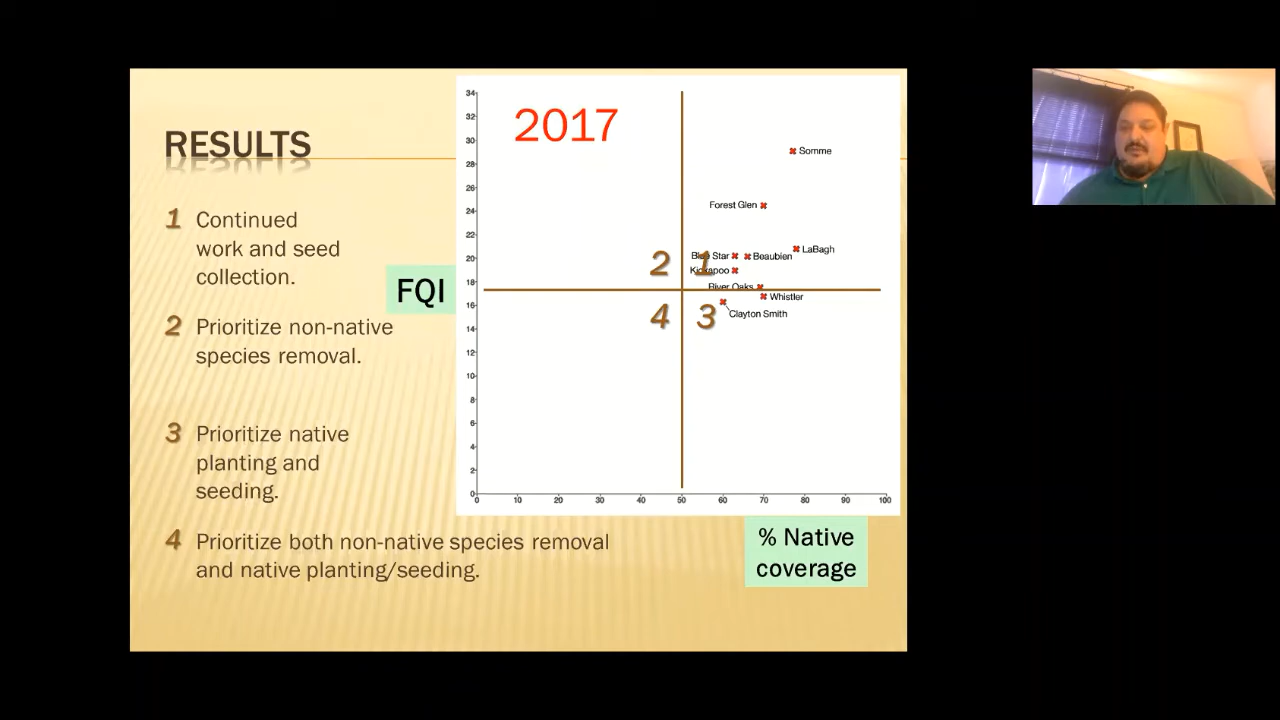 RESULTS
1 Continued
work and seed
collection.
2 Prioritize non-native
species removal.
3 Prioritize native
planting and
seeding.
4 Prioritize both non-native species removal
and native planting/seeding.
FQI
2017
34
32
30
28
26
24
22
20
18
16
14
12
10
8
6
4
2
0
0 10 20 30 40 50 60 70 80 90 100
Somme
Forest Glen
LaBagh
Blue Star
Beaubien
Kickapoo
River Oaks
Whistler
Clayton Smith
2 1
4 3
% Native
coverage